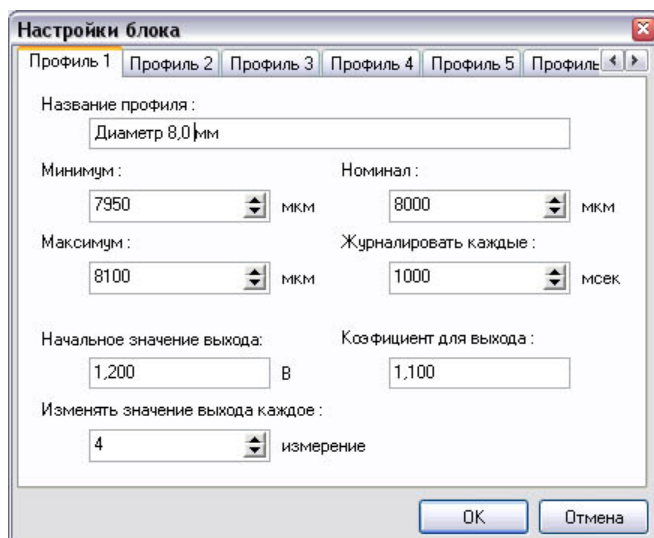 Настройки блока
Профиль 1 Профиль 2 Профиль 3 Профиль 4 Профиль 5 Профиль
Название профиля :
Диаметр 8,0 мм
Минимум : Номинал :
7950 мкм 8000 мкм
Максимум : Журналировать каждые :
8100 мкм 1000 мсек
Начальное значение выхода: Коэфициент для выхода :
1,200 В 1,100
Изменять значение выхода каждое :
4 измерение
OK Отмена